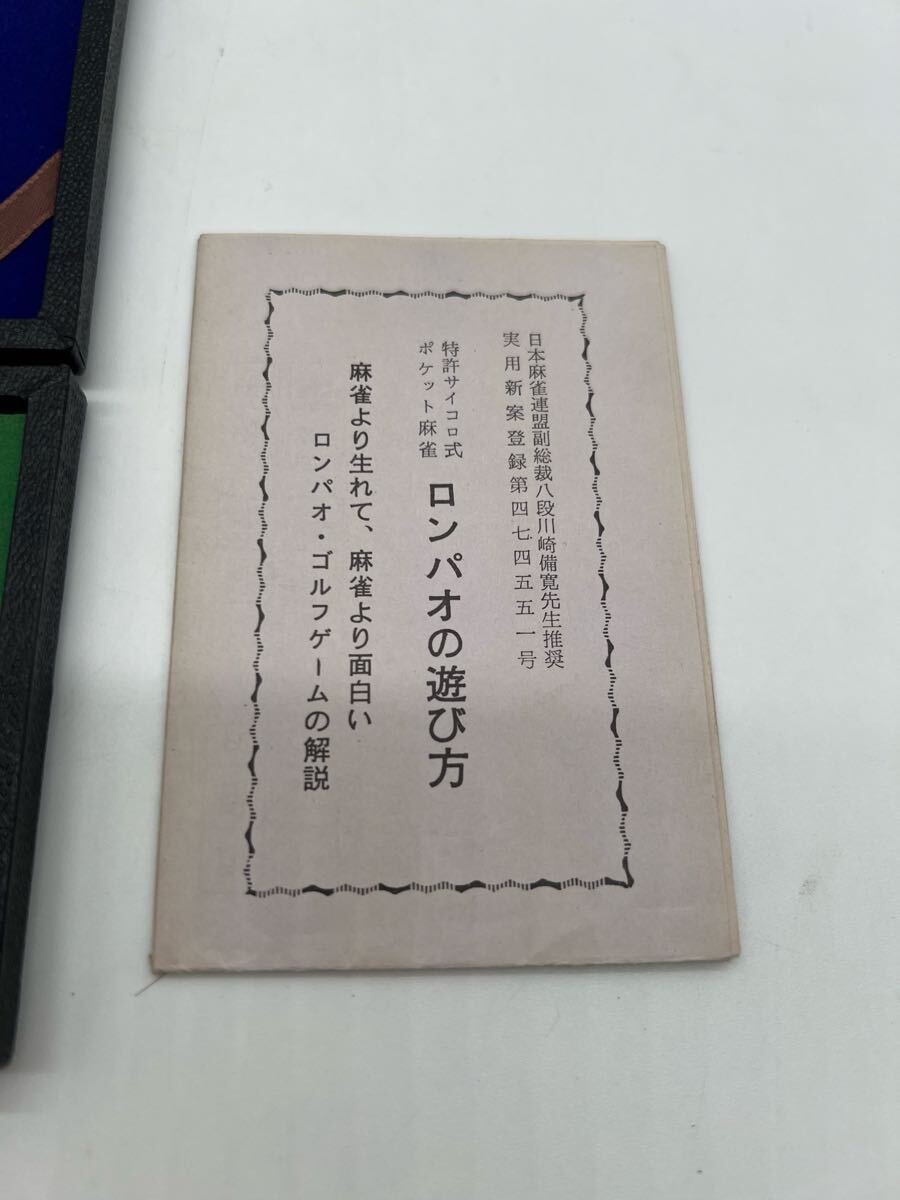 日本麻雀連盟副総裁八段川崎備寛先生推奨
実用新案登録第四七四五五一号
特許サイコロ式
ポケット麻雀
ロンパオの遊び方
麻雀より生れて、麻雀より面白い
ロンパオ・ゴルフゲームの解説